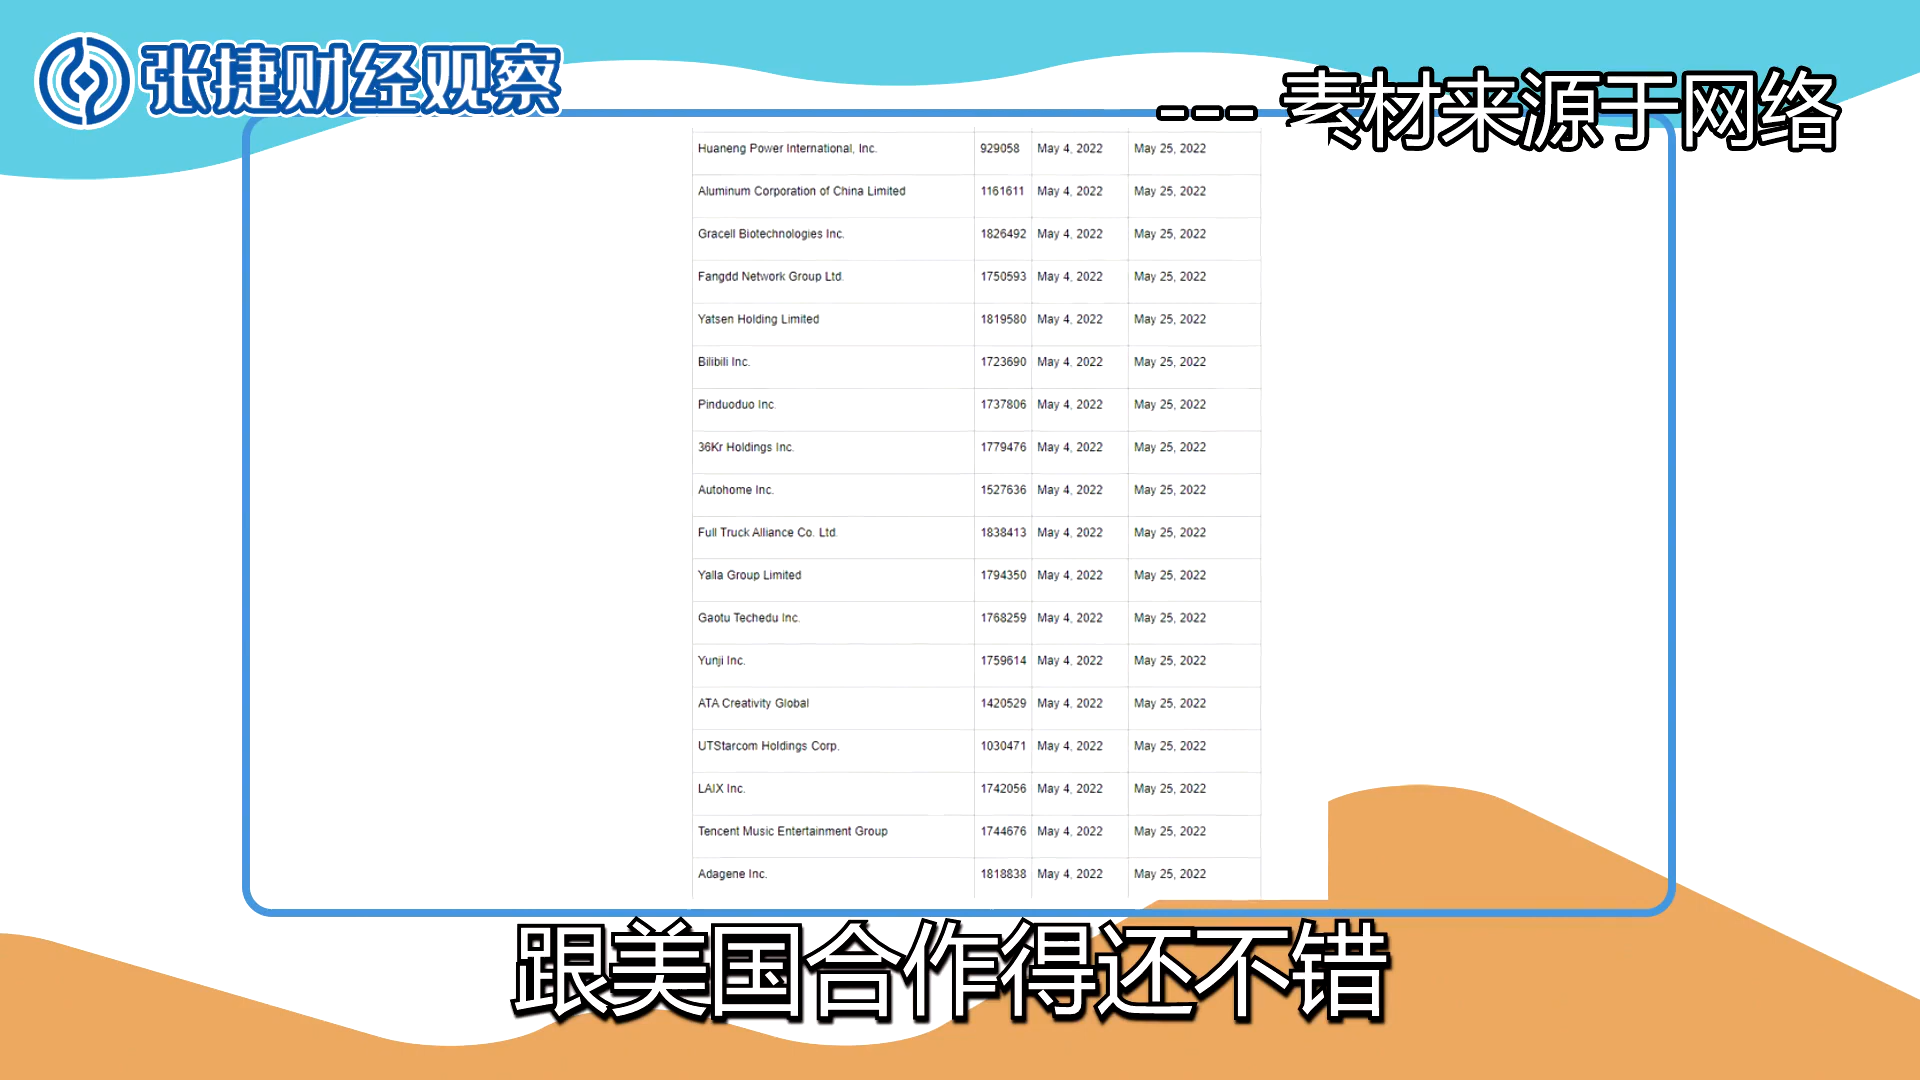 张捷财经观察
--- 素材来源于网络
Huaneng Power International, Inc. 929058 May 4, 2022 May 25, 2022
Aluminum Corporation of China Limited 1161611 May 4, 2022 May 25, 2022
Gracell Biotechnologies Inc. 1826492 May 4, 2022 May 25, 2022
Fangdd Network Group Ltd. 1750593 May 4, 2022 May 25, 2022
Yatsen Holding Limited 1819580 May 4, 2022 May 25, 2022
Bilibili Inc. 1723690 May 4, 2022 May 25, 2022
Pinduoduo Inc. 1737806 May 4, 2022 May 25, 2022
36Kr Holdings Inc. 1779476 May 4, 2022 May 25, 2022
Autohome Inc. 1527636 May 4, 2022 May 25, 2022
Full Truck Alliance Co. Ltd. 1838413 May 4, 2022 May 25, 2022
Yalla Group Limited 1794350 May 4, 2022 May 25, 2022
Gaotu Techedu Inc. 1768259 May 4, 2022 May 25, 2022
Yunji Inc. 1759614 May 4, 2022 May 25, 2022
ATA Creativity Global 1420529 May 4, 2022 May 25, 2022
UTStarcom Holdings Corp. 1030471 May 4, 2022 May 25, 2022
LAIX Inc. 1742056 May 4, 2022 May 25, 2022
Tencent Music Entertainment Group 1744676 May 4, 2022 May 25, 2022
Adagene Inc. 1818838 May 4, 2022 May 25, 2022
跟美国合作得还不错